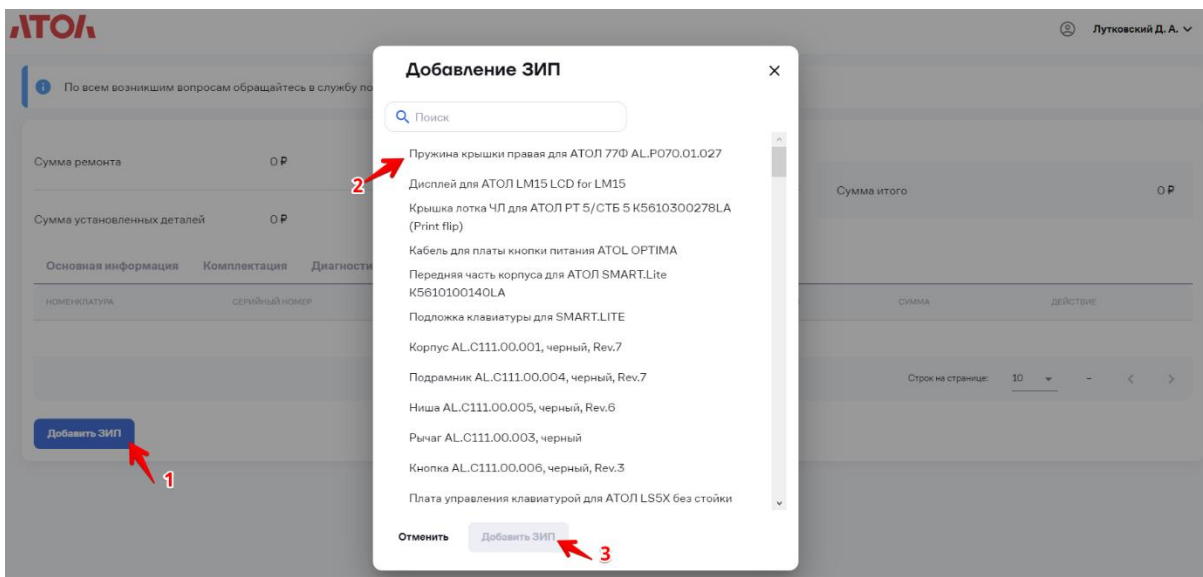 АТОЛ
Лутковский Д. А.
По всем возникшим вопросам обращайтесь в службу по
Сумма ремонта 0 ₽
Сумма установленных деталей 0 ₽
Сумма итого 0 ₽
Основная информация Комплектация Диагности
НОМЕНКЛАТУРА СЕРИЙНЫЙ НОМЕР СУММА ДЕЙСТВИЕ
Строк на странице: 10 –
Добавить ЗИП
1
Добавление ЗИП
Поиск
Пружина крышки правая для АТОЛ 77Ф AL.P070.01.027
2
Дисплей для АТОЛ LM15 LCD for LM15
Крышка лотка ЧЛ для АТОЛ PT 5/СТБ 5 K5610300278LA
(Print flip)
Кабель для платы кнопки питания ATOL OPTIMA
Передняя часть корпуса для АТОЛ SMART.Lite
K5610100140LA
Подложка клавиатуры для SMART.LITE
Корпус AL.C111.00.001, черный, Rev.7
Подрамник AL.C111.00.004, черный, Rev.7
Ниша AL.C111.00.005, черный, Rev.6
Рычаг AL.C111.00.003, черный
Кнопка AL.C111.00.006, черный, Rev.3
Плата управления клавиатурой для АТОЛ LS5X без стойки
Отменить Добавить ЗИП
3